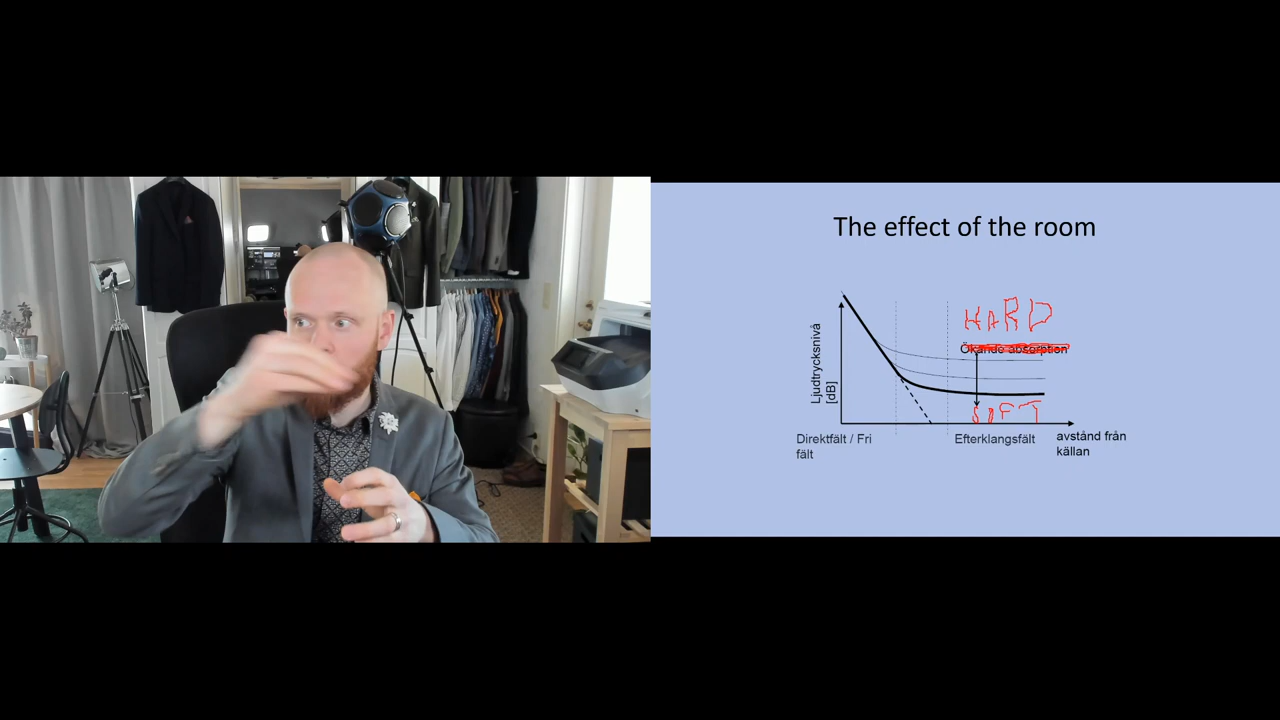 The effect of the room
HARD
Ökande absorption
Ljudtrycksnivå
[dB]
SOFT
Direktfält / Fri
fält
Efterklangsfält
avstånd från
källan